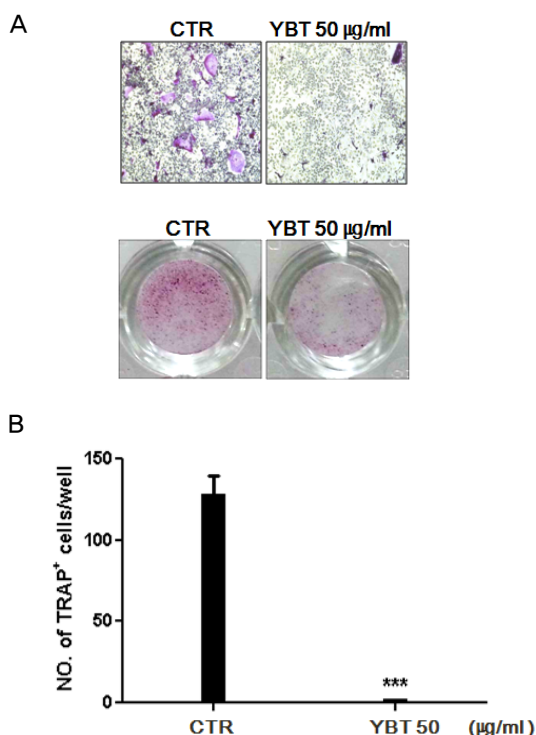 A
CTR YBT 50 μg/ml
CTR YBT 50 μg/ml
B
NO. of TRAP+ cells/well
150
100
50
0
***
CTR YBT 50 (μg/ml )